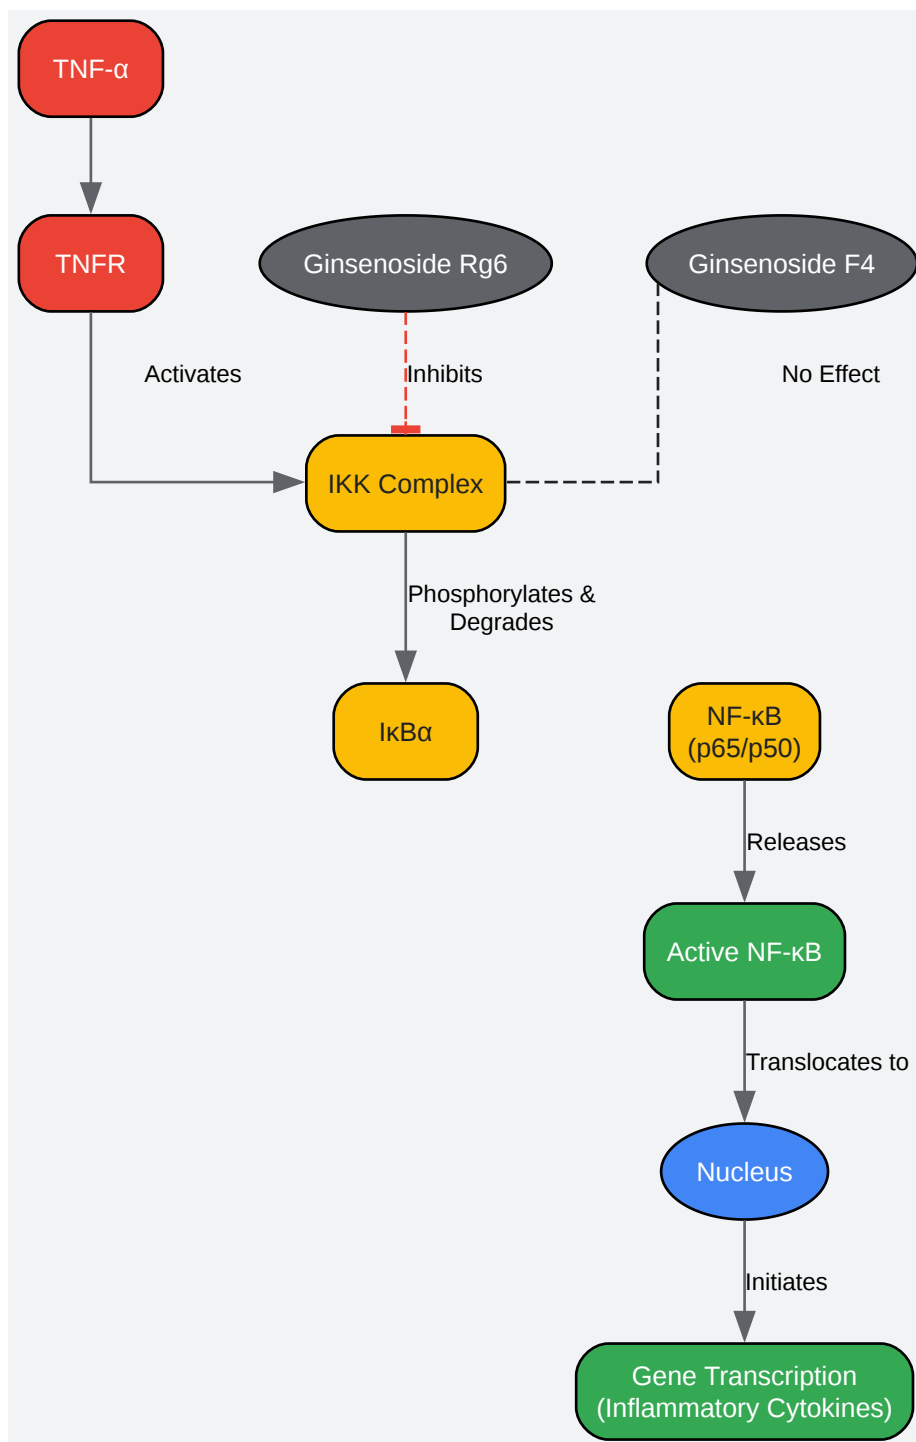 TNF-α
TNFR
Ginsenoside Rg6
Ginsenoside F4
Activates
Inhibits
No Effect
IKK Complex
Phosphorylates &
Degrades
IκBα
NF-κB
(p65/p50)
Releases
Active NF-κB
Translocates to
Nucleus
Initiates
Gene Transcription
(Inflammatory Cytokines)